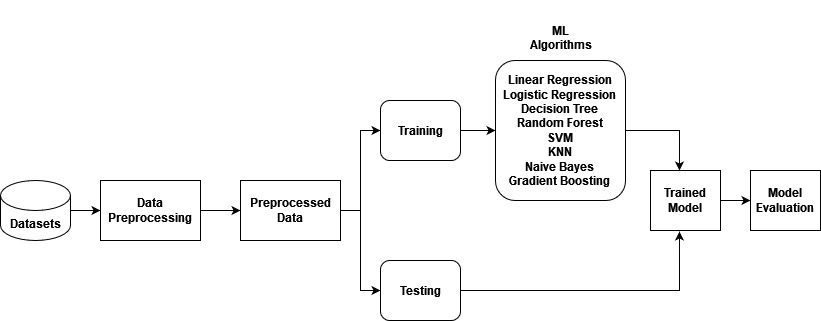 ML
Algorithms
Linear Regression
Logistic Regression
Decision Tree
Random Forest
SVM
KNN
Naive Bayes
Gradient Boosting
Training
Datasets
Data
Preprocessing
Preprocessed
Data
Trained
Model
Model
Evaluation
Testing